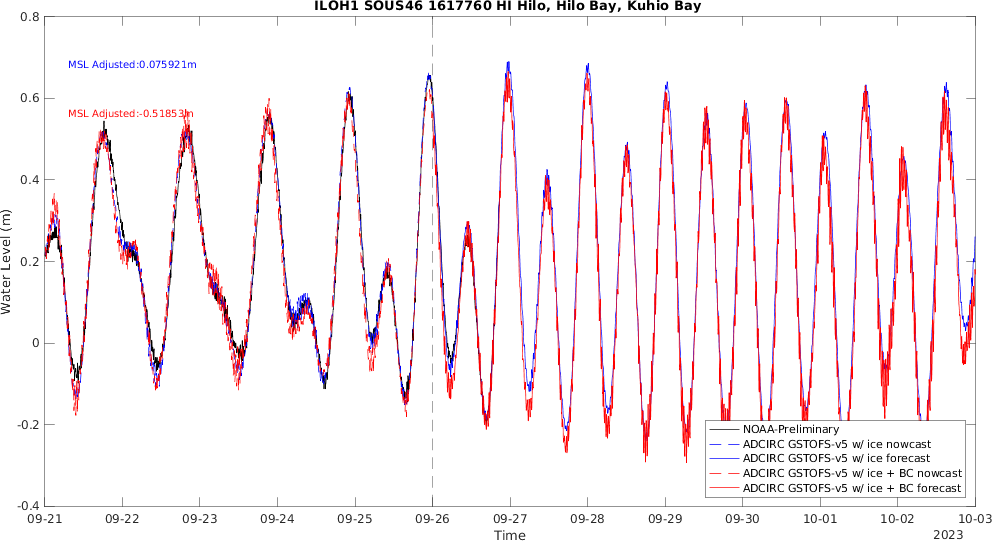 ILOH1 SOUS46 1617760 HI Hilo, Hilo Bay, Kuhio Bay
0.8
0.6
0.4
0.2
0
-0.2
-0.4
Water Level (m)
MSL Adjusted:0.075921m
MSL Adjusted:-0.51853m
NOAA-Preliminary
ADCIRC GSTOFS-v5 w/ ice nowcast
ADCIRC GSTOFS-v5 w/ ice forecast
ADCIRC GSTOFS-v5 w/ ice + BC nowcast
ADCIRC GSTOFS-v5 w/ ice + BC forecast
09-21 09-22 09-23 09-24 09-25 09-26 09-27 09-28 09-29 09-30 10-01 10-02 10-03
Time
2023